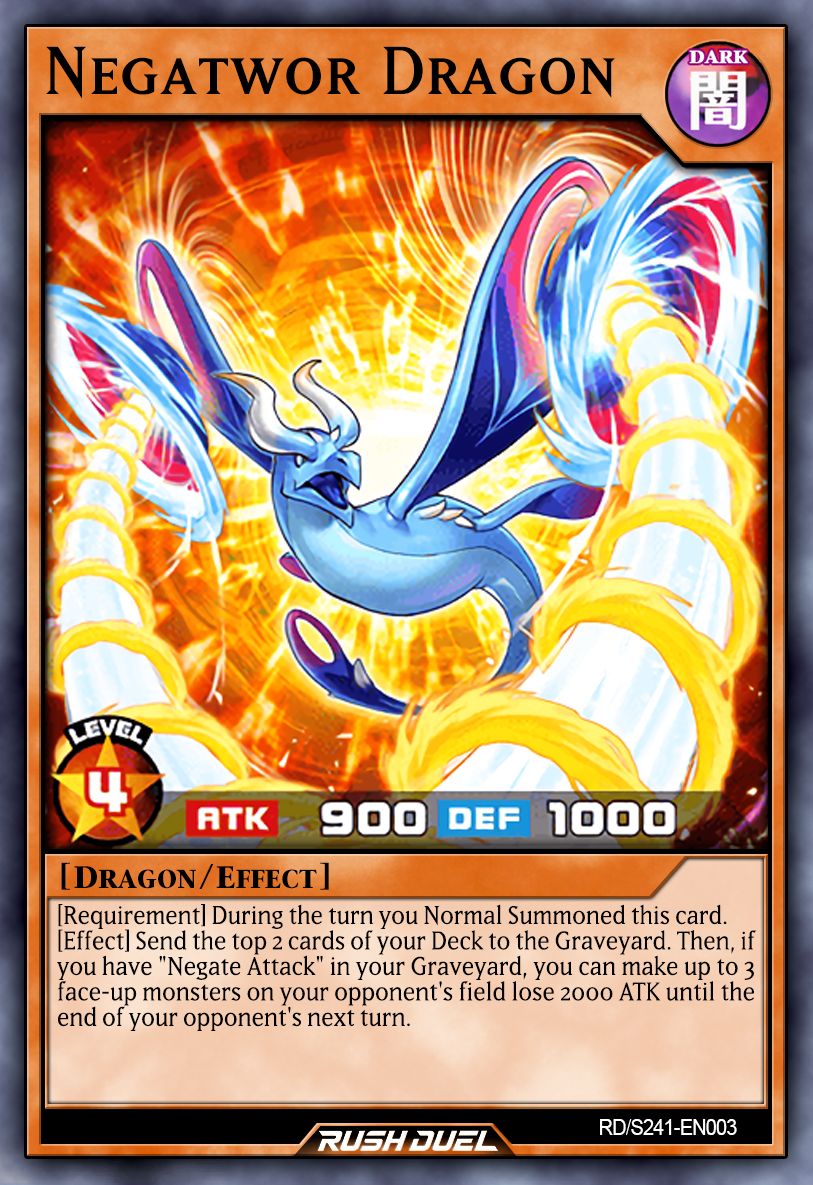 Negatwor Dragon
DARK
闇
LEVEL
4
ATK 900 DEF 1000
[Dragon/Effect]
[Requirement] During the turn you Normal Summoned this card.
[Effect] Send the top 2 cards of your Deck to the Graveyard. Then, if
you have "Negate Attack" in your Graveyard, you can make up to 3
face-up monsters on your opponent's field lose 2000 ATK until the
end of your opponent's next turn.
RD/S241-EN003
RUSH DUEL